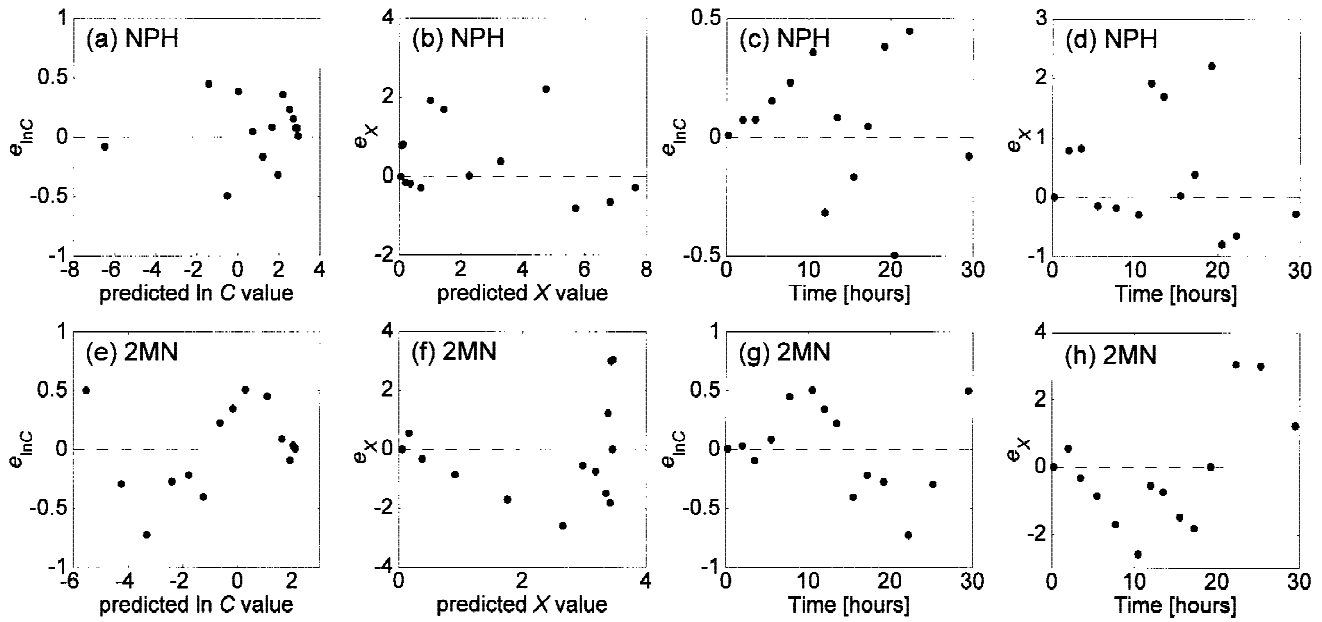 (a) NPH
1
0.5
0
-0.5
-1
e_lnC
-8 -6 -4 -2 0 2 4
predicted ln C value
(b) NPH
4
2
0
-2
e_X
0 2 4 6 8
predicted X value
(c) NPH
0.5
0
-0.5
e_lnC
0 10 20 30
Time [hours]
(d) NPH
3
2
1
0
-1
e_X
0 10 20 30
Time [hours]
(e) 2MN
1
0.5
0
-0.5
-1
e_lnC
-6 -4 -2 0 2
predicted ln C value
(f) 2MN
4
2
0
-2
-4
e_X
0 2 4
predicted X value
(g) 2MN
1
0.5
0
-0.5
-1
e_lnC
0 10 20 30
Time [hours]
(h) 2MN
4
2
0
-2
e_X
0 10 20 30
Time [hours]